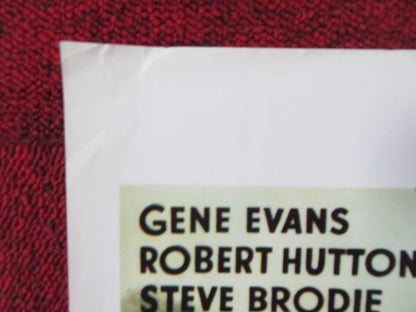 GENE EVANS
ROBERT HUTTON
STEVE BRODIE